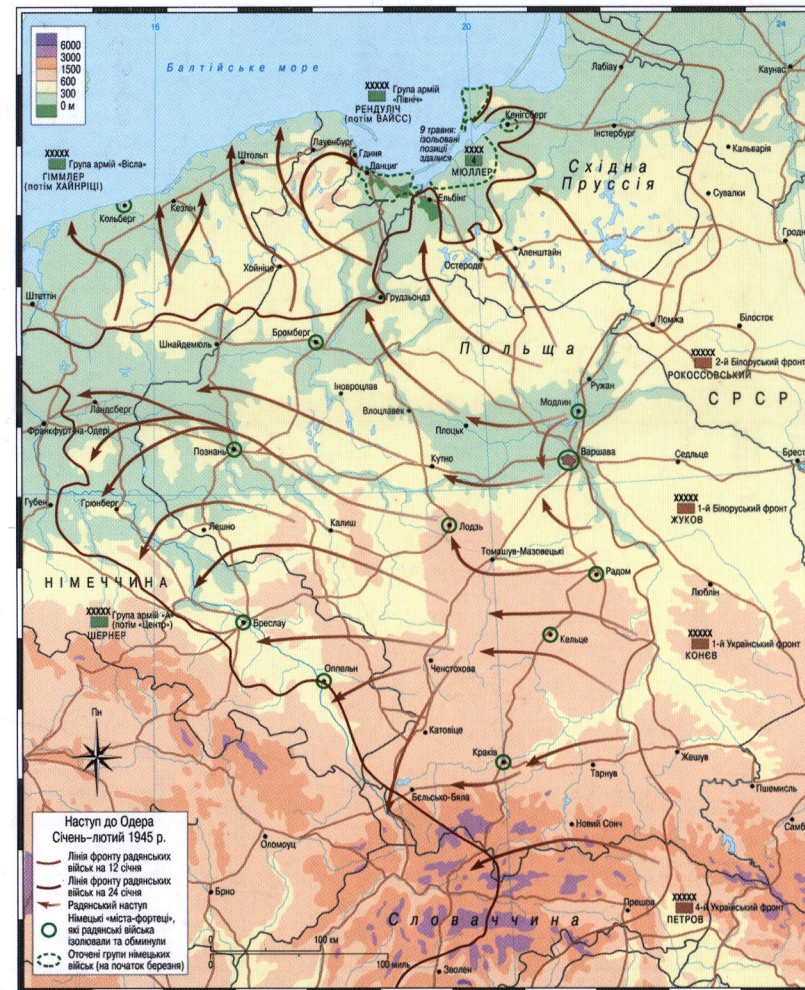 16
20
24
6000
3000
1500
600
300
0 м
Балтійське море
XXXXX
Група армій
«Північ»
РЕНДУЛІЧ
(потім ВАЙСС)
Лабіау
Каунас
Кенігсберг
Інстербург
9 травня:
ізольовані
позиції
здалися
XXXX
4
МЮЛЛЕР
Кальварія
XXXXX
Група армій «Вісла»
ГІММЛЕР
(потім ХАЙНРІЦІ)
Штольп
Лауенбург
Гдиня
Данциг
Східна
Пруссія
Сувалки
Кольберг
Кезлін
Ельбінг
Гродн
Хойніце
Остероде
Аленштайн
Штеттін
Грудзьондз
Ломжа
Білосток
Шнайдемюль
Бромберг
Польща
XXXXX
2-й Білоруський фронт
РОКОССОВСЬКИЙ
Ружан
СРСР
Ландсберг
Іновроцлав
Влоцлавек
Модлин
Плоцьк
Франкфурт-на-Одері
Познань
Кутно
Варшава
Седльце
Брест
Губен
Грюнберг
XXXXX
1-й Білоруський фронт
ЖУКОВ
Лешно
Калиш
Лодзь
Томашув-Мазовецькі
НІМЕЧЧИНА
Радом
Люблін
XXXXX
Група армій «А»
(потім «Центр»)
ШЕРНЕР
Бреслау
Кельце
XXXXX
1-й Український фронт
КОНЄВ
Оппельн
Ченстохова
Пн
Катовіце
Краків
Тарнув
Жешув
Пшемисль
Бєльсько-Бяла
Новий Сонч
Самб
Оломоуц
Брно
Словаччина
Прешов
XXXXX
4-й Український фронт
ПЕТРОВ
Зволен
Наступ до Одера
Січень–лютий 1945 р.
Лінія фронту радянських
військ на 12 січня
Лінія фронту радянських
військ на 24 січня
Радянський наступ
Німецькі «міста-фортеці»,
які радянські війська
ізолювали та обминули
Оточені групи німецьких
військ (на початок березня)
0
100 км
0
100 миль